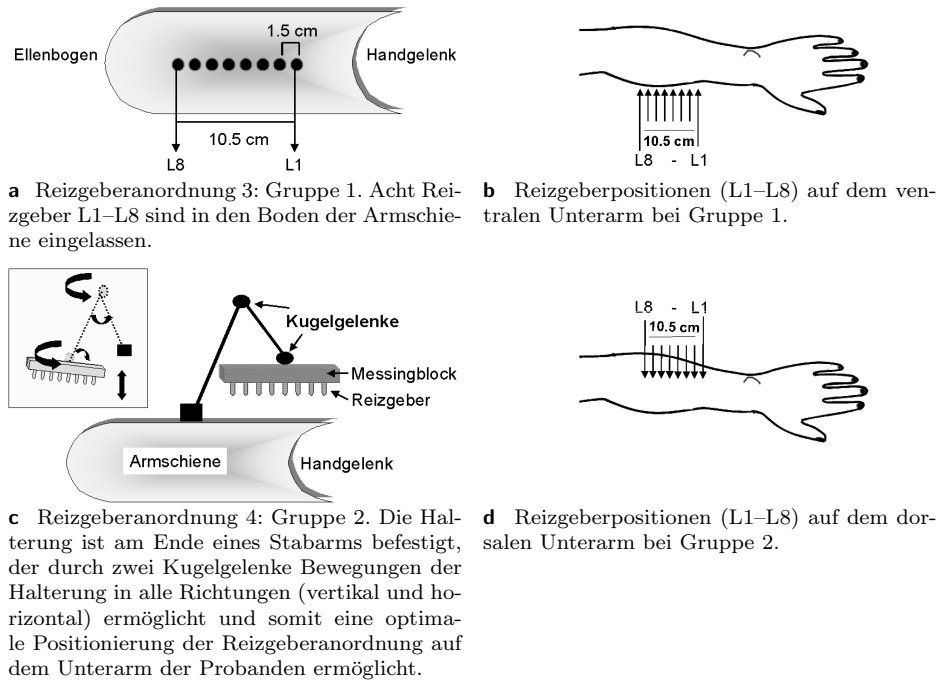 1.5 cm
Ellenbogen
Handgelenk
10.5 cm
L8
L1
a Reizgeberanordnung 3: Gruppe 1. Acht Rei-
zgeber L1–L8 sind in den Boden der Armschie-
ne eingelassen.
10.5 cm
L8 - L1
b Reizgeberpositionen (L1–L8) auf dem ven-
tralen Unterarm bei Gruppe 1.
Kugelgelenke
Messingblock
Reizgeber
Armschiene
Handgelenk
c Reizgeberanordnung 4: Gruppe 2. Die Hal-
terung ist am Ende eines Stabarms befestigt,
der durch zwei Kugelgelenke Bewegungen der
Halterung in alle Richtungen (vertikal und ho-
rizontal) ermöglicht und somit eine optima-
le Positionierung der Reizgeberanordnung auf
dem Unterarm der Probanden ermöglicht.
L8 - L1
10.5 cm
d Reizgeberpositionen (L1–L8) auf dem dor-
salen Unterarm bei Gruppe 2.